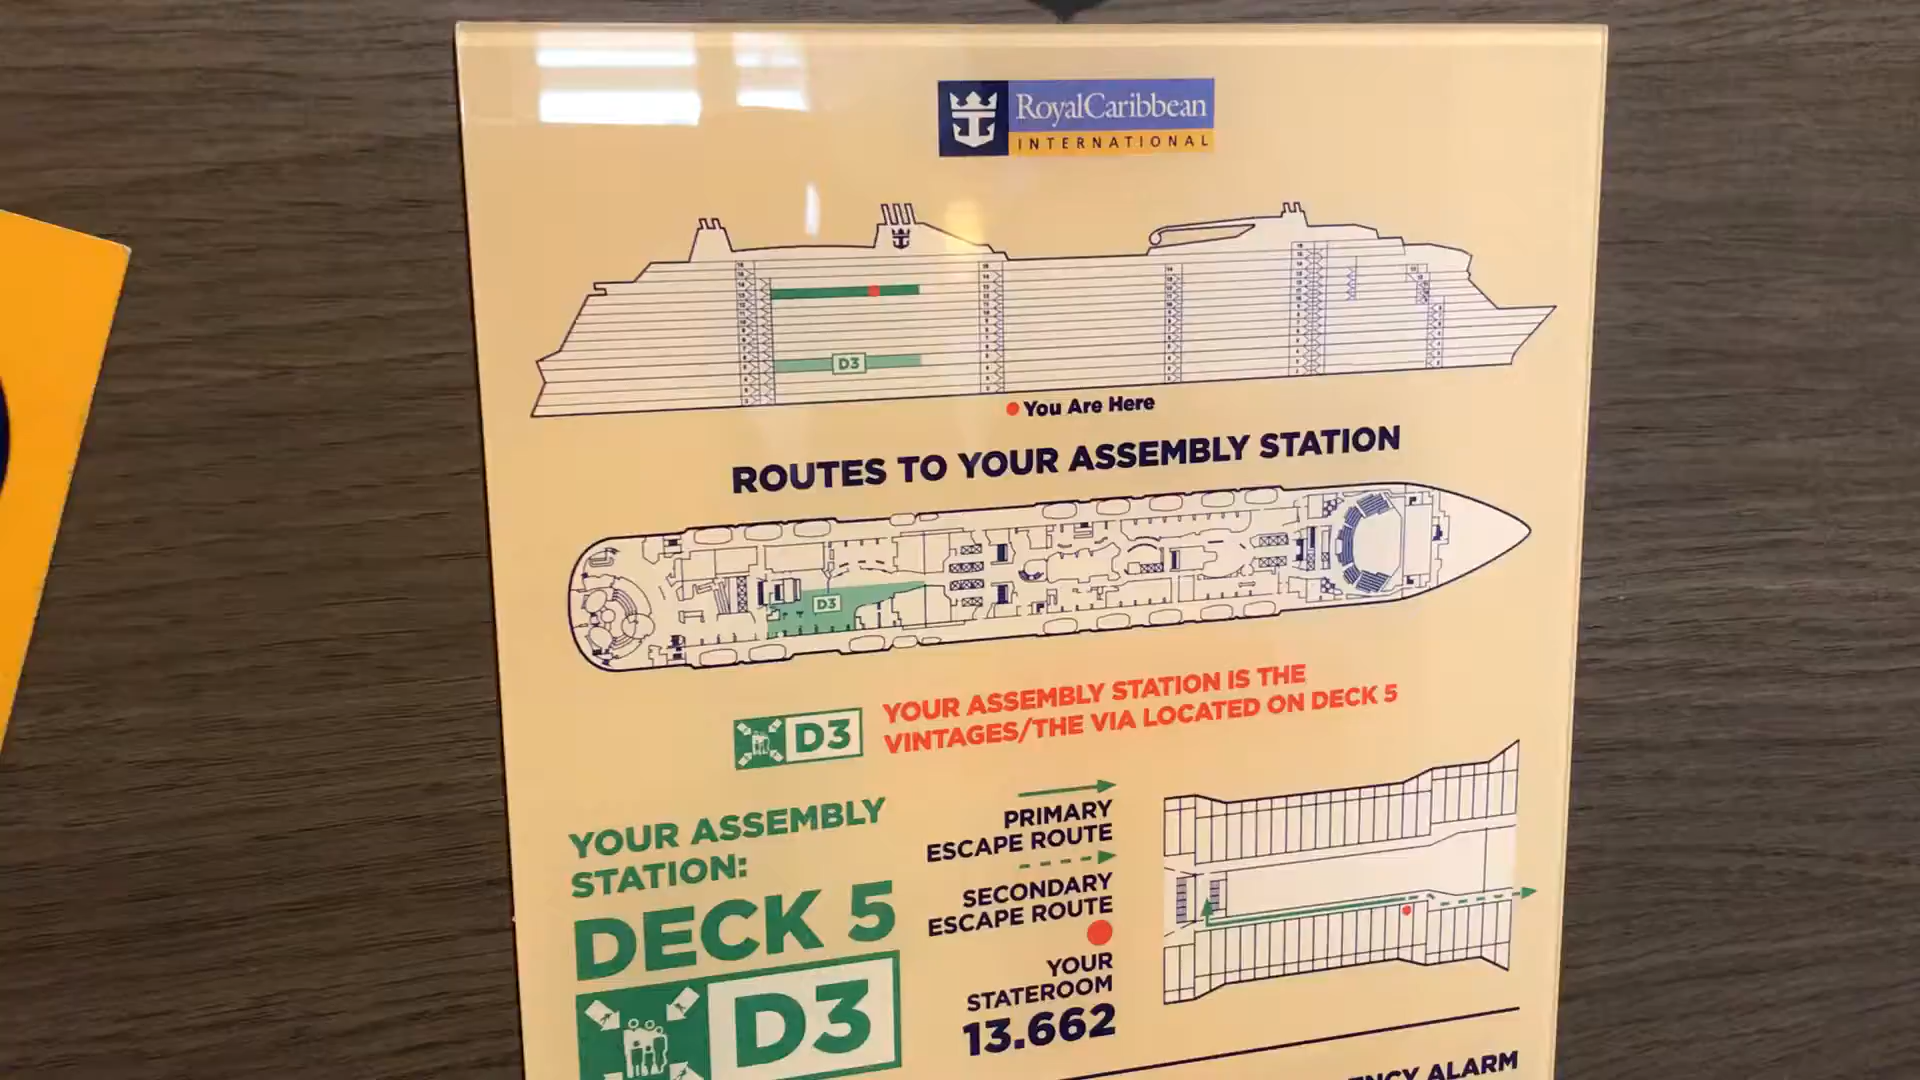 RoyalCaribbean
INTERNATIONAL
D3
You Are Here
ROUTES TO YOUR ASSEMBLY STATION
D3
D3
YOUR ASSEMBLY STATION IS THE
VINTAGES/THE VIA LOCATED ON DECK 5
YOUR ASSEMBLY
STATION:
DECK 5
D3
PRIMARY
ESCAPE ROUTE
SECONDARY
ESCAPE ROUTE
YOUR
STATEROOM
13.662
ALARM